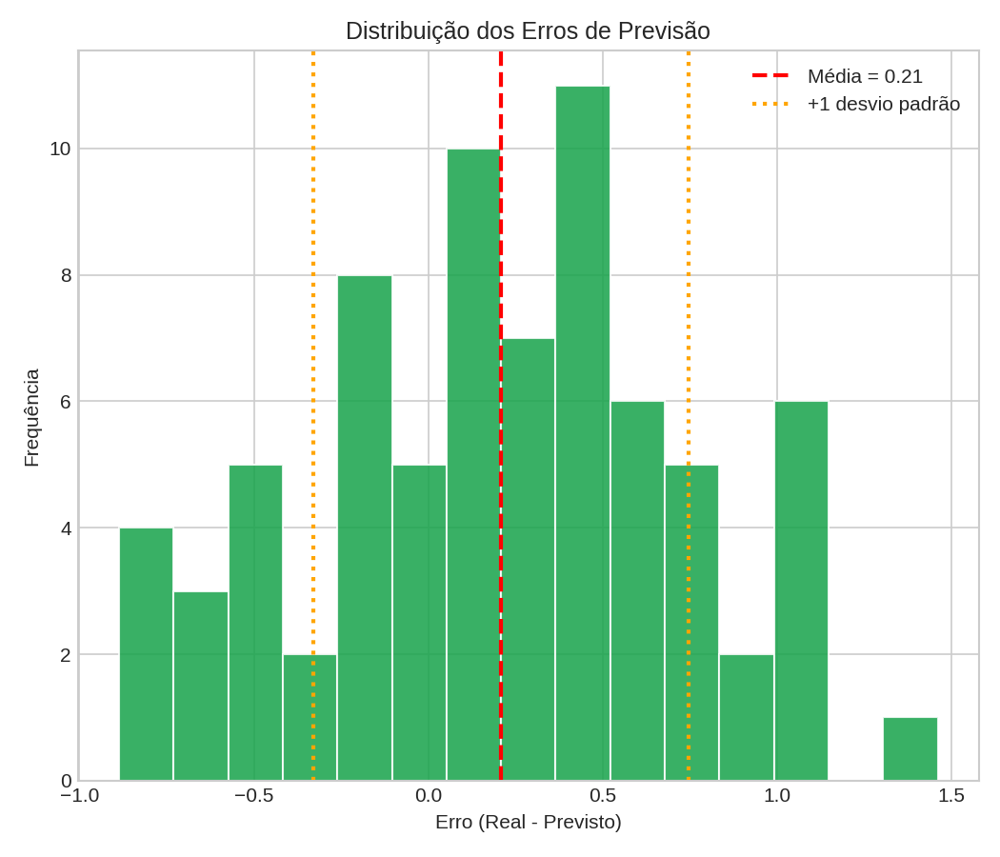 Distribuição dos Erros de Previsão
Média = 0.21
+1 desvio padrão
Frequência
10
8
6
4
2
0
−1.0
−0.5
0.0
0.5
1.0
1.5
Erro (Real - Previsto)